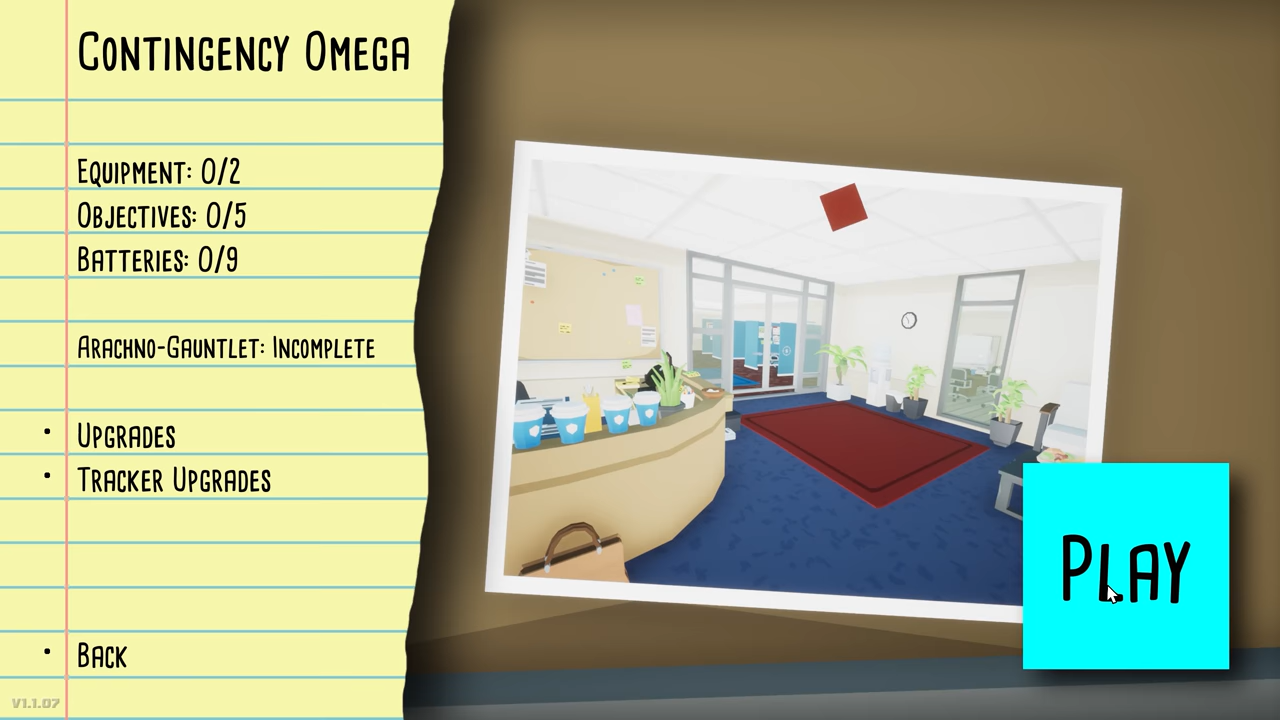 Contingency Omega
Equipment: 0/2
Objectives: 0/5
Batteries: 0/9
Arachno-Gauntlet: Incomplete
• Upgrades
• Tracker Upgrades
• Back
Play
V1.1.07